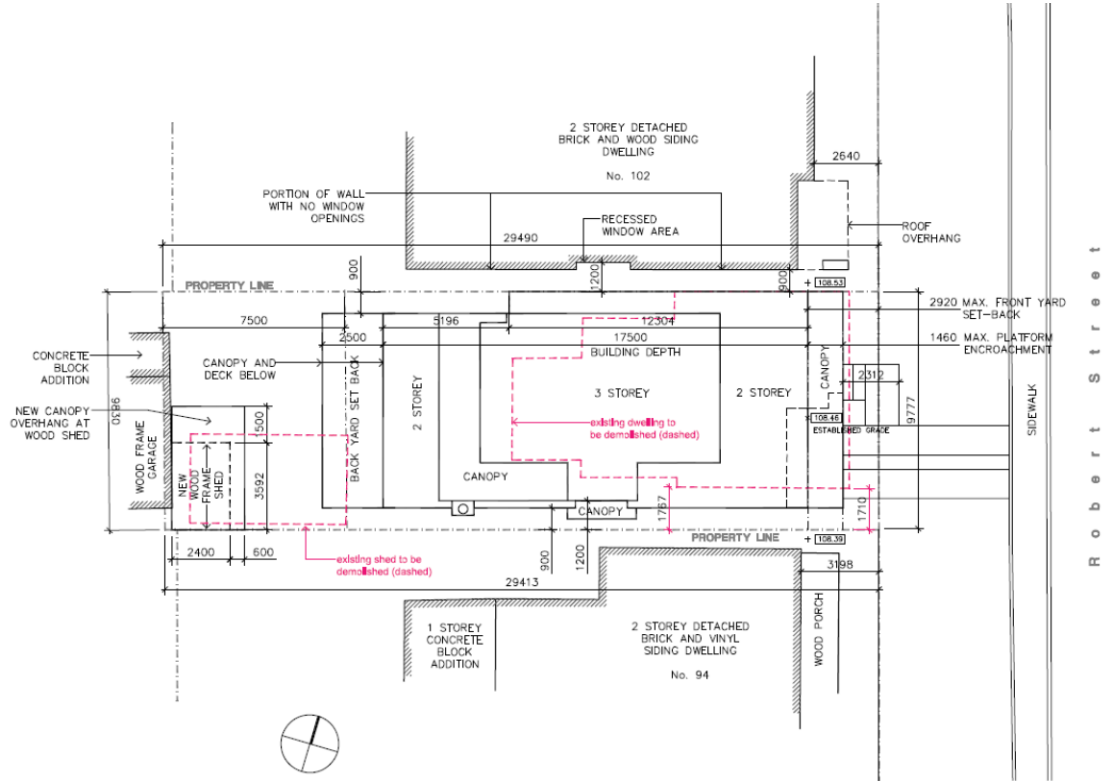 2 STOREY DETACHED
BRICK AND WOOD SIDING
DWELLING
No. 102
2640
PORTION OF WALL
WITH NO WINDOW
OPENINGS
RECESSED
WINDOW AREA
ROOF
OVERHANG
29490
900
1200
900
108.53
PROPERTY LINE
2920 MAX. FRONT YARD
SET-BACK
7500
5196
12304
2500
17500
BUILDING DEPTH
1460 MAX. PLATFORM
ENCROACHMENT
CONCRETE
BLOCK
ADDITION
CANOPY AND
DECK BELOW
BACK YARD SET BACK
2 STOREY
3 STOREY
2 STOREY
CANOPY
2312
9777
9830
NEW CANOPY
OVERHANG AT
WOOD SHED
1500
existing dwelling to
be demolished (dashed)
108.46
ESTABLISHED GRADE
SIDEWALK
Robert Street
WOOD FRAME
GARAGE
NEW
WOOD
FRAME
SHED
3592
CANOPY
CANOPY
1767
1710
PROPERTY LINE
108.39
2400
600
existing shed to be
demolished (dashed)
900
1200
3198
29413
1 STOREY
CONCRETE
BLOCK
ADDITION
2 STOREY DETACHED
BRICK AND VINYL
SIDING DWELLING
No. 94
WOOD PORCH